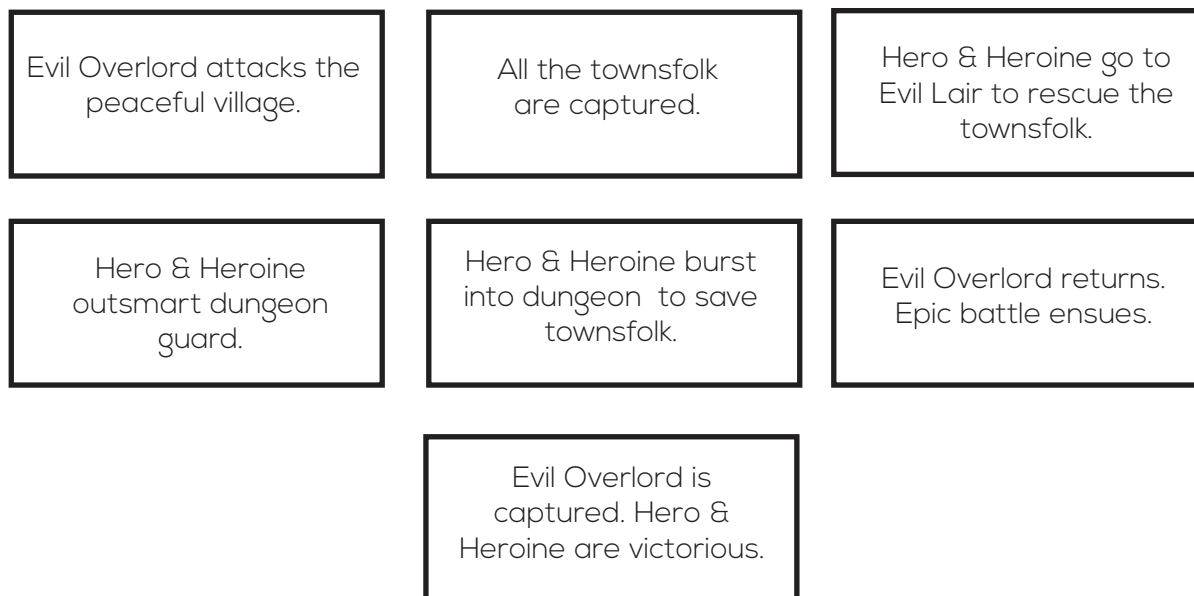 Evil Overlord attacks the
peaceful village.
All the townsfolk
are captured.
Hero & Heroine go to
Evil Lair to rescue the
townsfolk.
Hero & Heroine
outsmart dungeon
guard.
Hero & Heroine burst
into dungeon  to save
townsfolk.
Evil Overlord returns.
Epic battle ensues.
Evil Overlord is
captured. Hero &
Heroine are victorious.